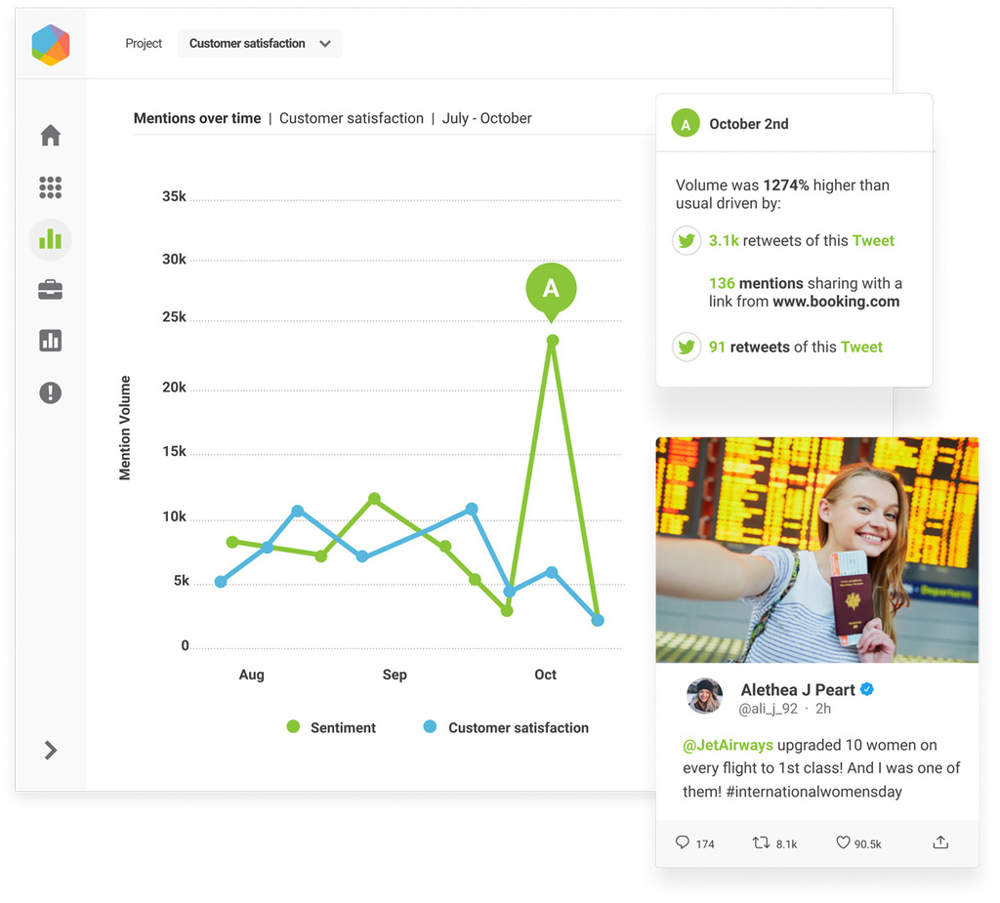 Project
Customer satisfaction
Mentions over time | Customer satisfaction | July - October
35k
30k
25k
20k
15k
10k
5k
0
Mention Volume
A
Aug
Sep
Oct
Sentiment
Customer satisfaction
A
October 2nd
Volume was 1274% higher than
usual driven by:
3.1k retweets of this Tweet
136 mentions sharing with a
link from www.booking.com
91 retweets of this Tweet
Departures
Alethea J Peart
@ali_j_92 · 2h
@JetAirways upgraded 10 women on
every flight to 1st class! And I was one of
them! #internationalwomensday
174
8.1k
90.5k